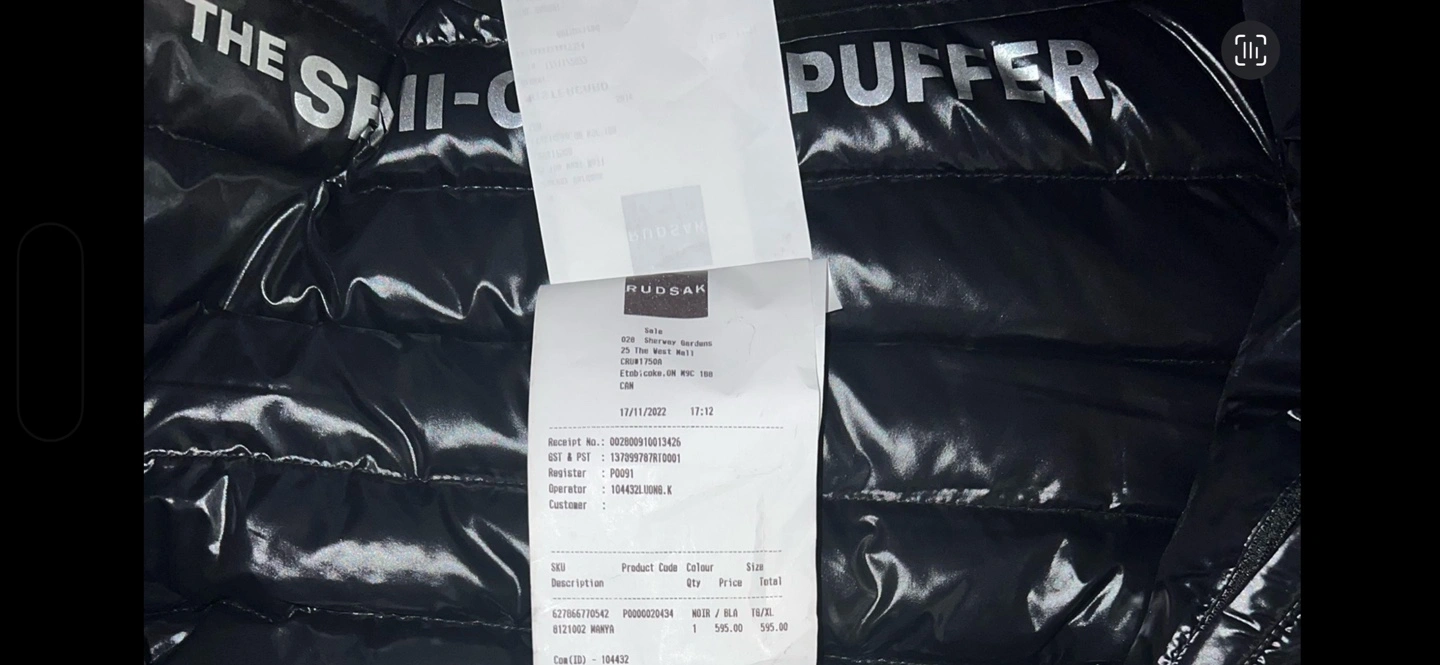 THE
PUFFER
RUDSAK
RUDSAK
Sale
028 Sherway Gardens
25 The West Mall
CRU#1750A
Etobicoke,ON M9C 1B8
CAN
17/11/2022 17:12
Receipt No.: 002800910013426
GST & PST : 137099787RT0001
Register : P0091
Operator : 104432LUONG.K
Customer :
SKU Product Code Colour Size
Description Qty Price Total
627866770542 P0000020434 NOIR / BLA TG/XL
8121002 MANYA 1 595.00 595.00
Com(ID) - 104432